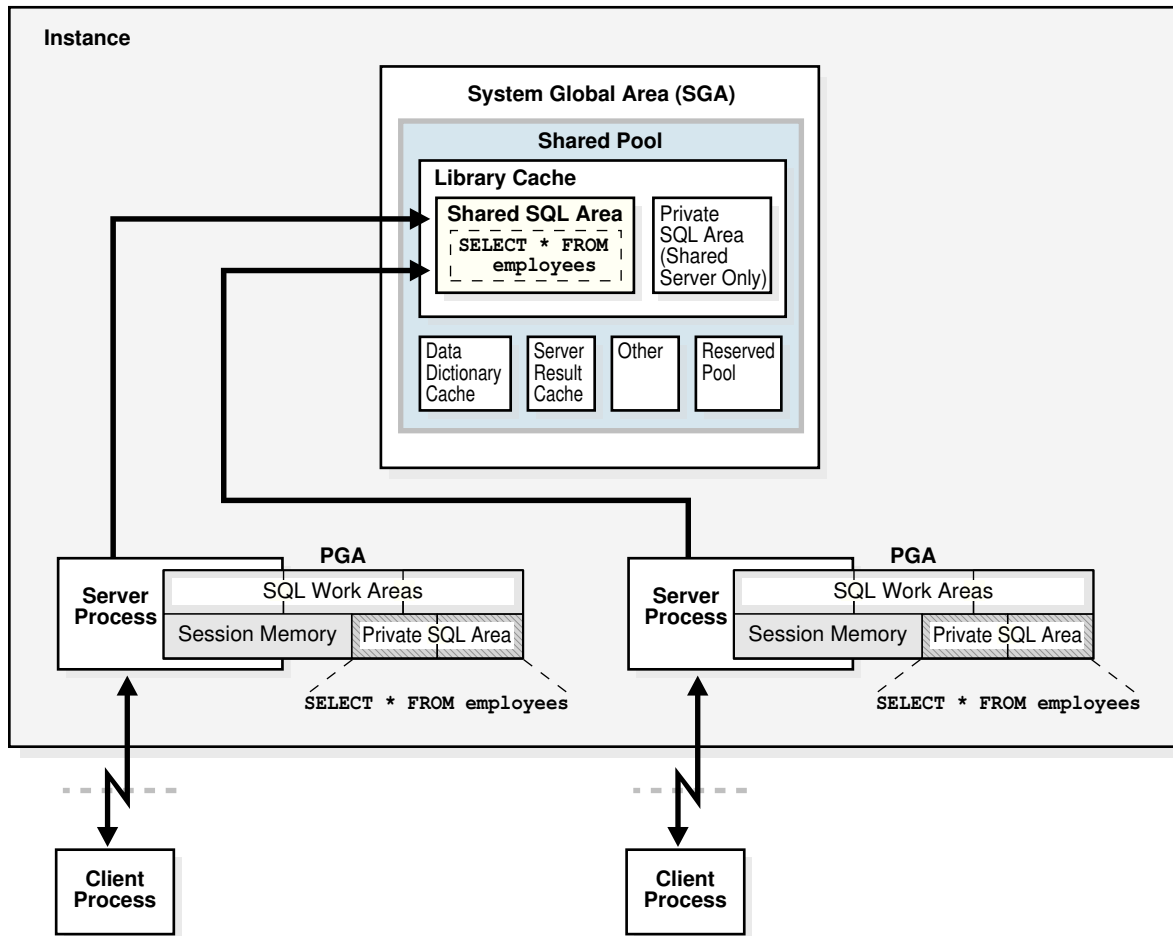 Instance
System Global Area (SGA)
Shared Pool
Library Cache
Shared SQL Area
SELECT * FROM
employees
Private
SQL Area
(Shared
Server Only)
Data
Dictionary
Cache
Server
Result
Cache
Other
Reserved
Pool
PGA
Server
Process
SQL Work Areas
Session Memory
Private SQL Area
SELECT * FROM employees
PGA
Server
Process
SQL Work Areas
Session Memory
Private SQL Area
SELECT * FROM employees
Client
Process
Client
Process